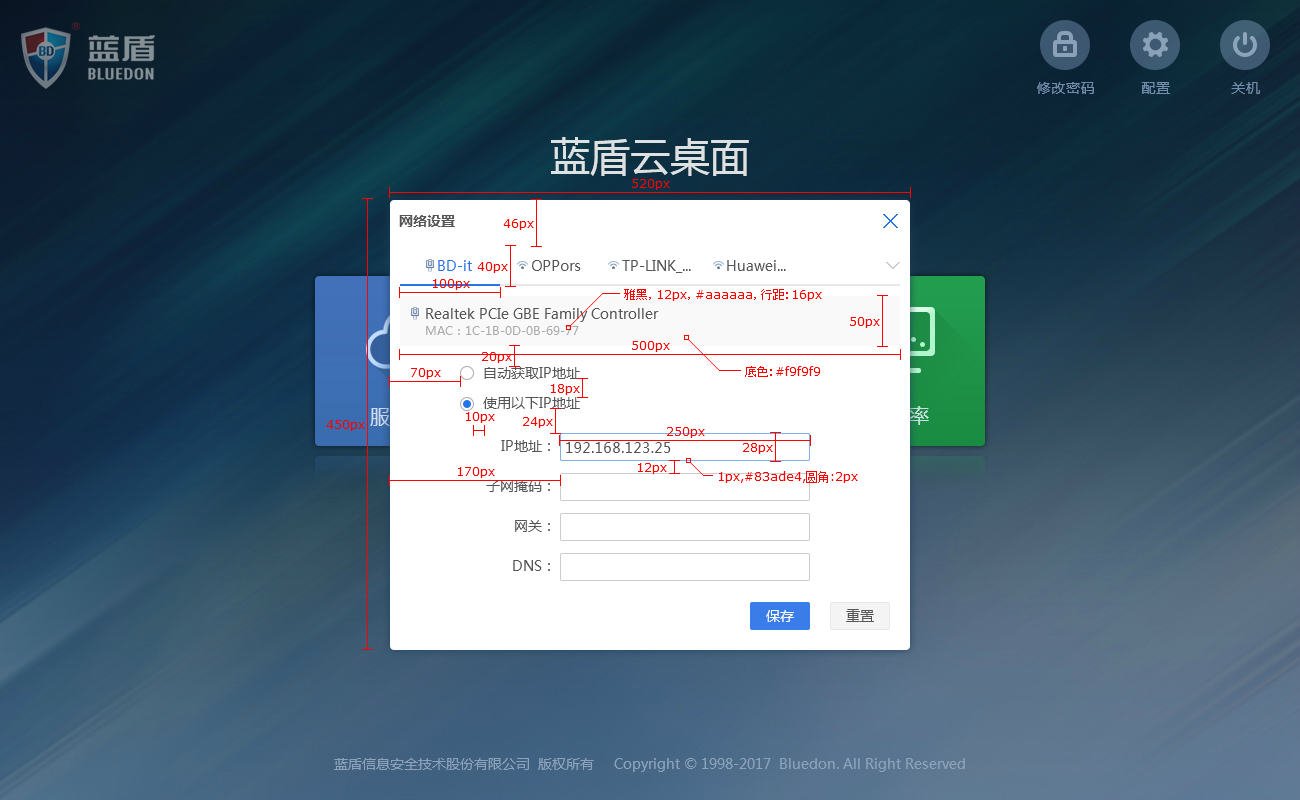 BD
®
蓝盾
BLUEDON
修改密码
配置
关机
蓝盾云桌面
520px
网络设置
46px
BD-it
40px
OPPors
TP-LINK_...
Huawei...
100px
雅黑, 12px, #aaaaaa, 行距: 16px
Realtek PCIe GBE Family Controller
MAC : 1C-1B-0D-0B-69-77
50px
500px
20px
70px
自动获取IP地址
底色: #f9f9f9
18px
使用以下IP地址
10px
24px
450px
服
率
250px
IP地址 :
192.168.123.25
28px
12px
170px
1px,#83ade4,圆角:2px
子网掩码 :
网关 :
DNS :
保存
重置
蓝盾信息安全技术股份有限公司 版权所有 Copyright © 1998-2017 Bluedon. All Right Reserved